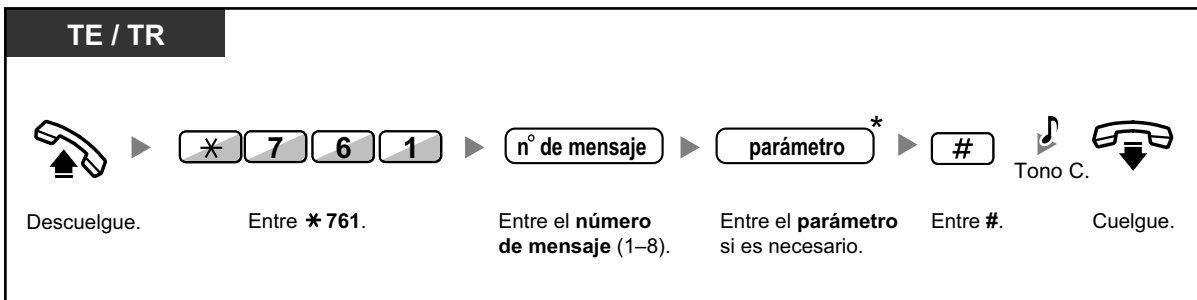 TE / TR
✳ 7 6 1
n° de mensaje
parámetro
*
#
Tono C.
Descuelgue.
Entre ✳ 761.
Entre el número
de mensaje (1–8).
Entre el parámetro
si es necesario.
Entre #.
Cuelgue.